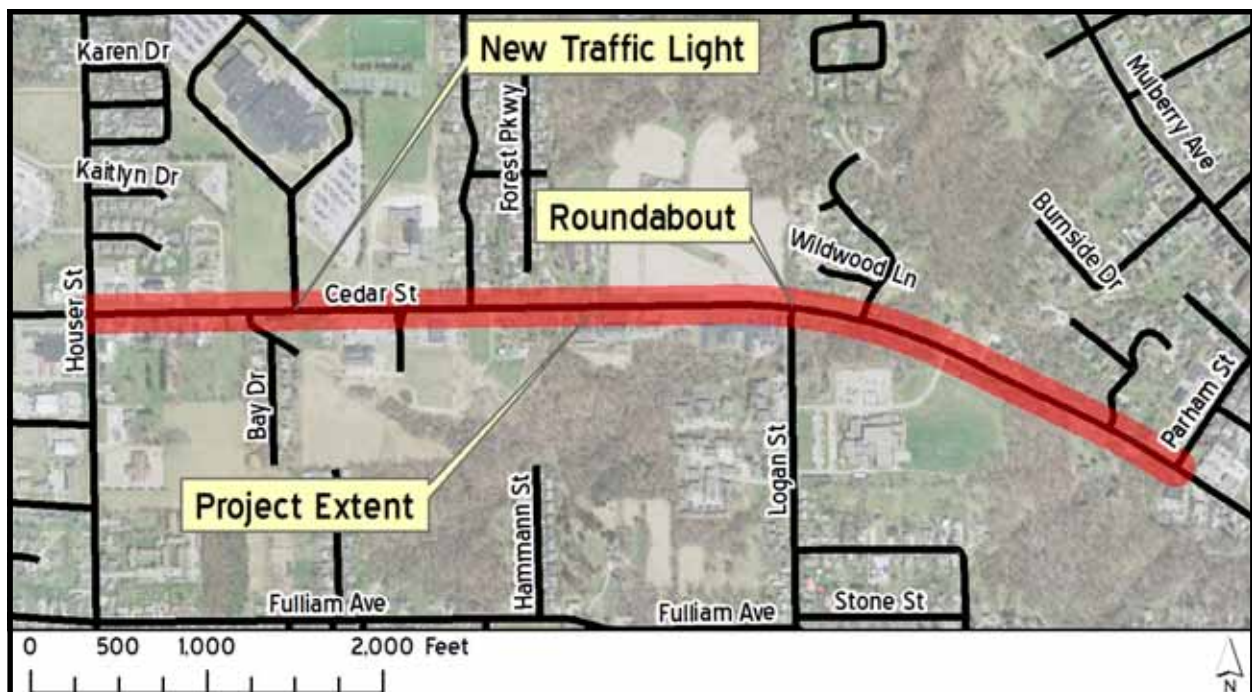 Karen Dr
New Traffic Light
Mulberry Ave
Forest Pkwy
Kaitlyn Dr
Roundabout
Burnside Dr
Wildwood Ln
Cedar St
Houser St
Bay Dr
Parham St
Logan St
Project Extent
Hammann St
Fulliam Ave
Fulliam Ave
Stone St
0 500 1,000 2,000 Feet
N